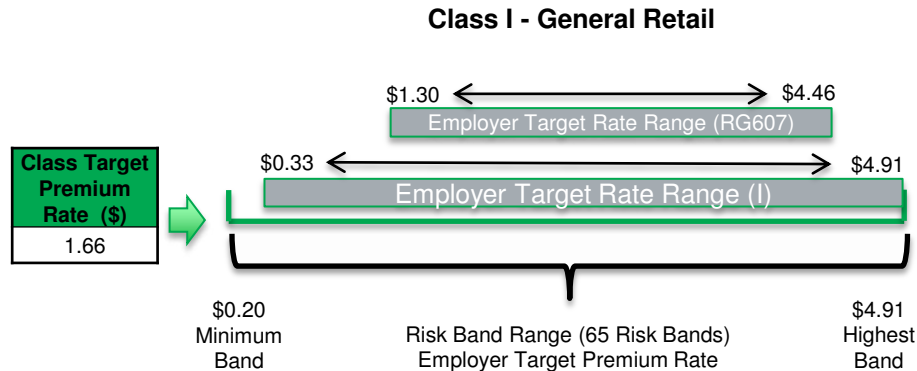 Class I - General Retail
$1.30
$4.46
Employer Target Rate Range (RG607)
$0.33
$4.91
Employer Target Rate Range (I)
Class Target
Premium
Rate ($)
1.66
$0.20
Minimum
Band
Risk Band Range (65 Risk Bands)
Employer Target Premium Rate
$4.91
Highest
Band